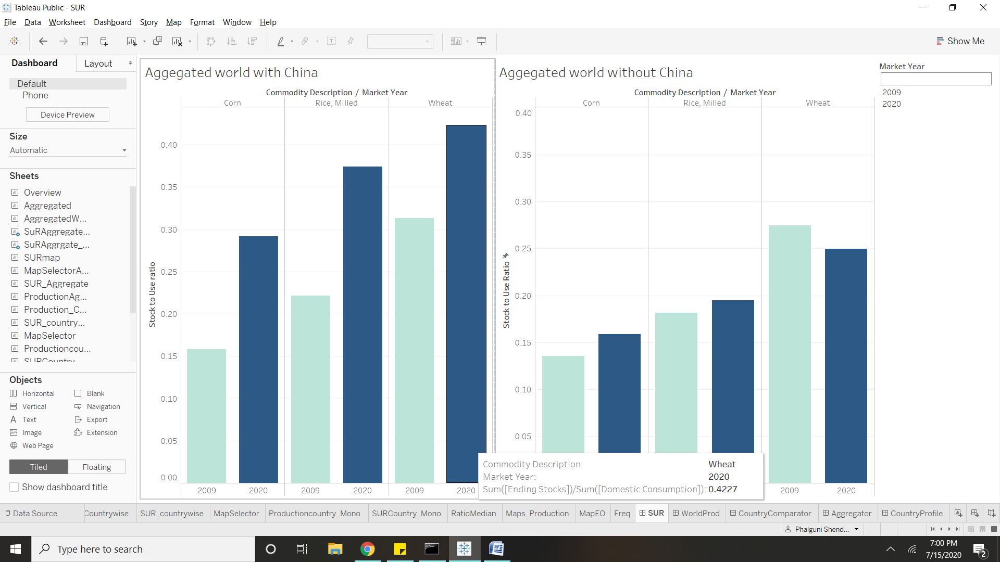 Tableau Public - SUR
File Data Worksheet Dashboard Story Map Format Window Help
Show Me
Dashboard Layout
Default
Phone
Device Preview
Size
Automatic
Sheets
Overview
Aggregated
AggregatedW...
SuRAggregate...
SuRAggrgate_...
SURmap
MapSelectorA...
SUR_Aggregate
ProductionAg...
Production_C...
SUR_country...
MapSelector
Productioncou...
SURCountry
Objects
Horizontal Blank
Vertical Navigation
Text Export
Image Extension
Web Page
Tiled Floating
Show dashboard title
Aggegated world with China
Commodity Description / Market Year
Corn Rice, Milled Wheat
Stock to Use ratio
0.40
0.35
0.30
0.25
0.20
0.15
0.10
0.05
0.00
2009 2020 2009 2020 2009 2020
Aggegated world without China
Commodity Description / Market Year
Corn Rice, Milled Wheat
Stock to Use Ratio
0.40
0.35
0.30
0.25
0.20
0.15
0.10
0.05
2009 2020
Commodity Description: Wheat
Market Year: 2020
Sum([Ending Stocks])/Sum([Domestic Consumption]): 0.4227
Market Year
2009
2020
Data Source Countrywise SUR_countrywise MapSelector Productioncountry_Mono SURCountry_Mono RatioMedian Maps_Production MapEO Freq SUR WorldProd CountryComparator Aggregator CountryProfile
Phalguni Shend...
Type here to search
7:00 PM
7/15/2020
2